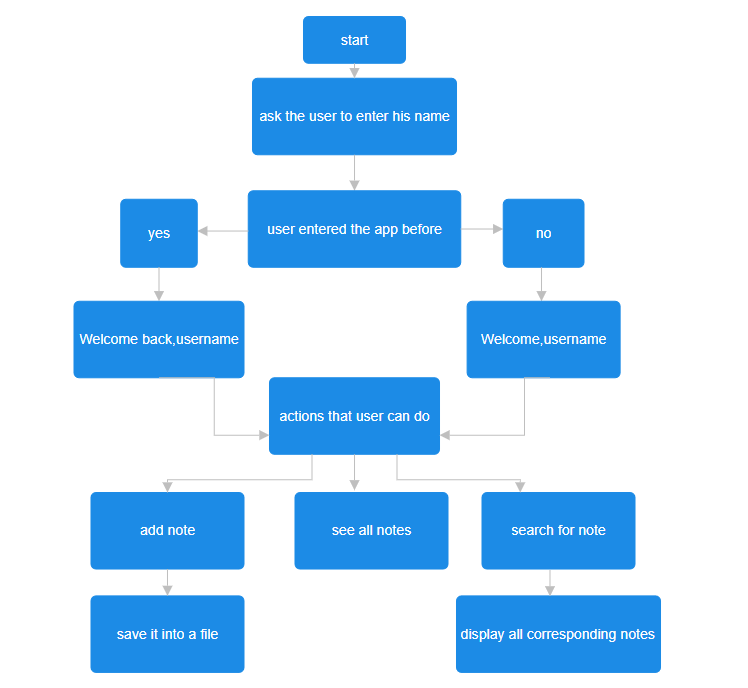 start
ask the user to enter his name
yes
user entered the app before
no
Welcome back,username
Welcome,username
actions that user can do
add note
see all notes
search for note
save it into a file
display all corresponding notes